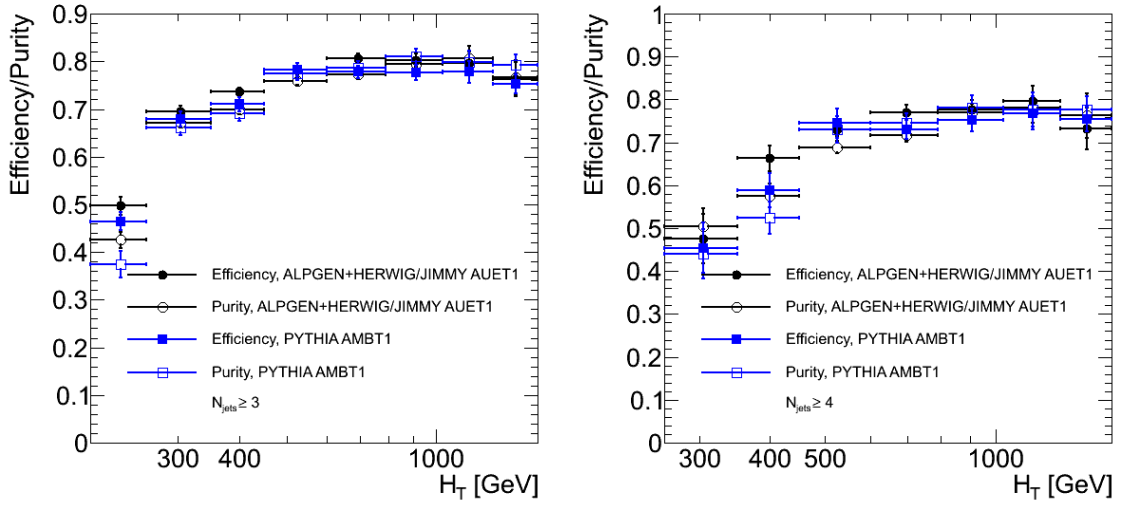 Efficiency/Purity
0.9
0.8
0.7
0.6
0.5
0.4
0.3
0.2
0.1
0
Efficiency, ALPGEN+HERWIG/JIMMY AUET1
Purity, ALPGEN+HERWIG/JIMMY AUET1
Efficiency, PYTHIA AMBT1
Purity, PYTHIA AMBT1
Njets ≥ 3
300 400 1000
HT [GeV]
Efficiency/Purity
1
0.9
0.8
0.7
0.6
0.5
0.4
0.3
0.2
0.1
0
Efficiency, ALPGEN+HERWIG/JIMMY AUET1
Purity, ALPGEN+HERWIG/JIMMY AUET1
Efficiency, PYTHIA AMBT1
Purity, PYTHIA AMBT1
Njets ≥ 4
300 400 500 1000
HT [GeV]